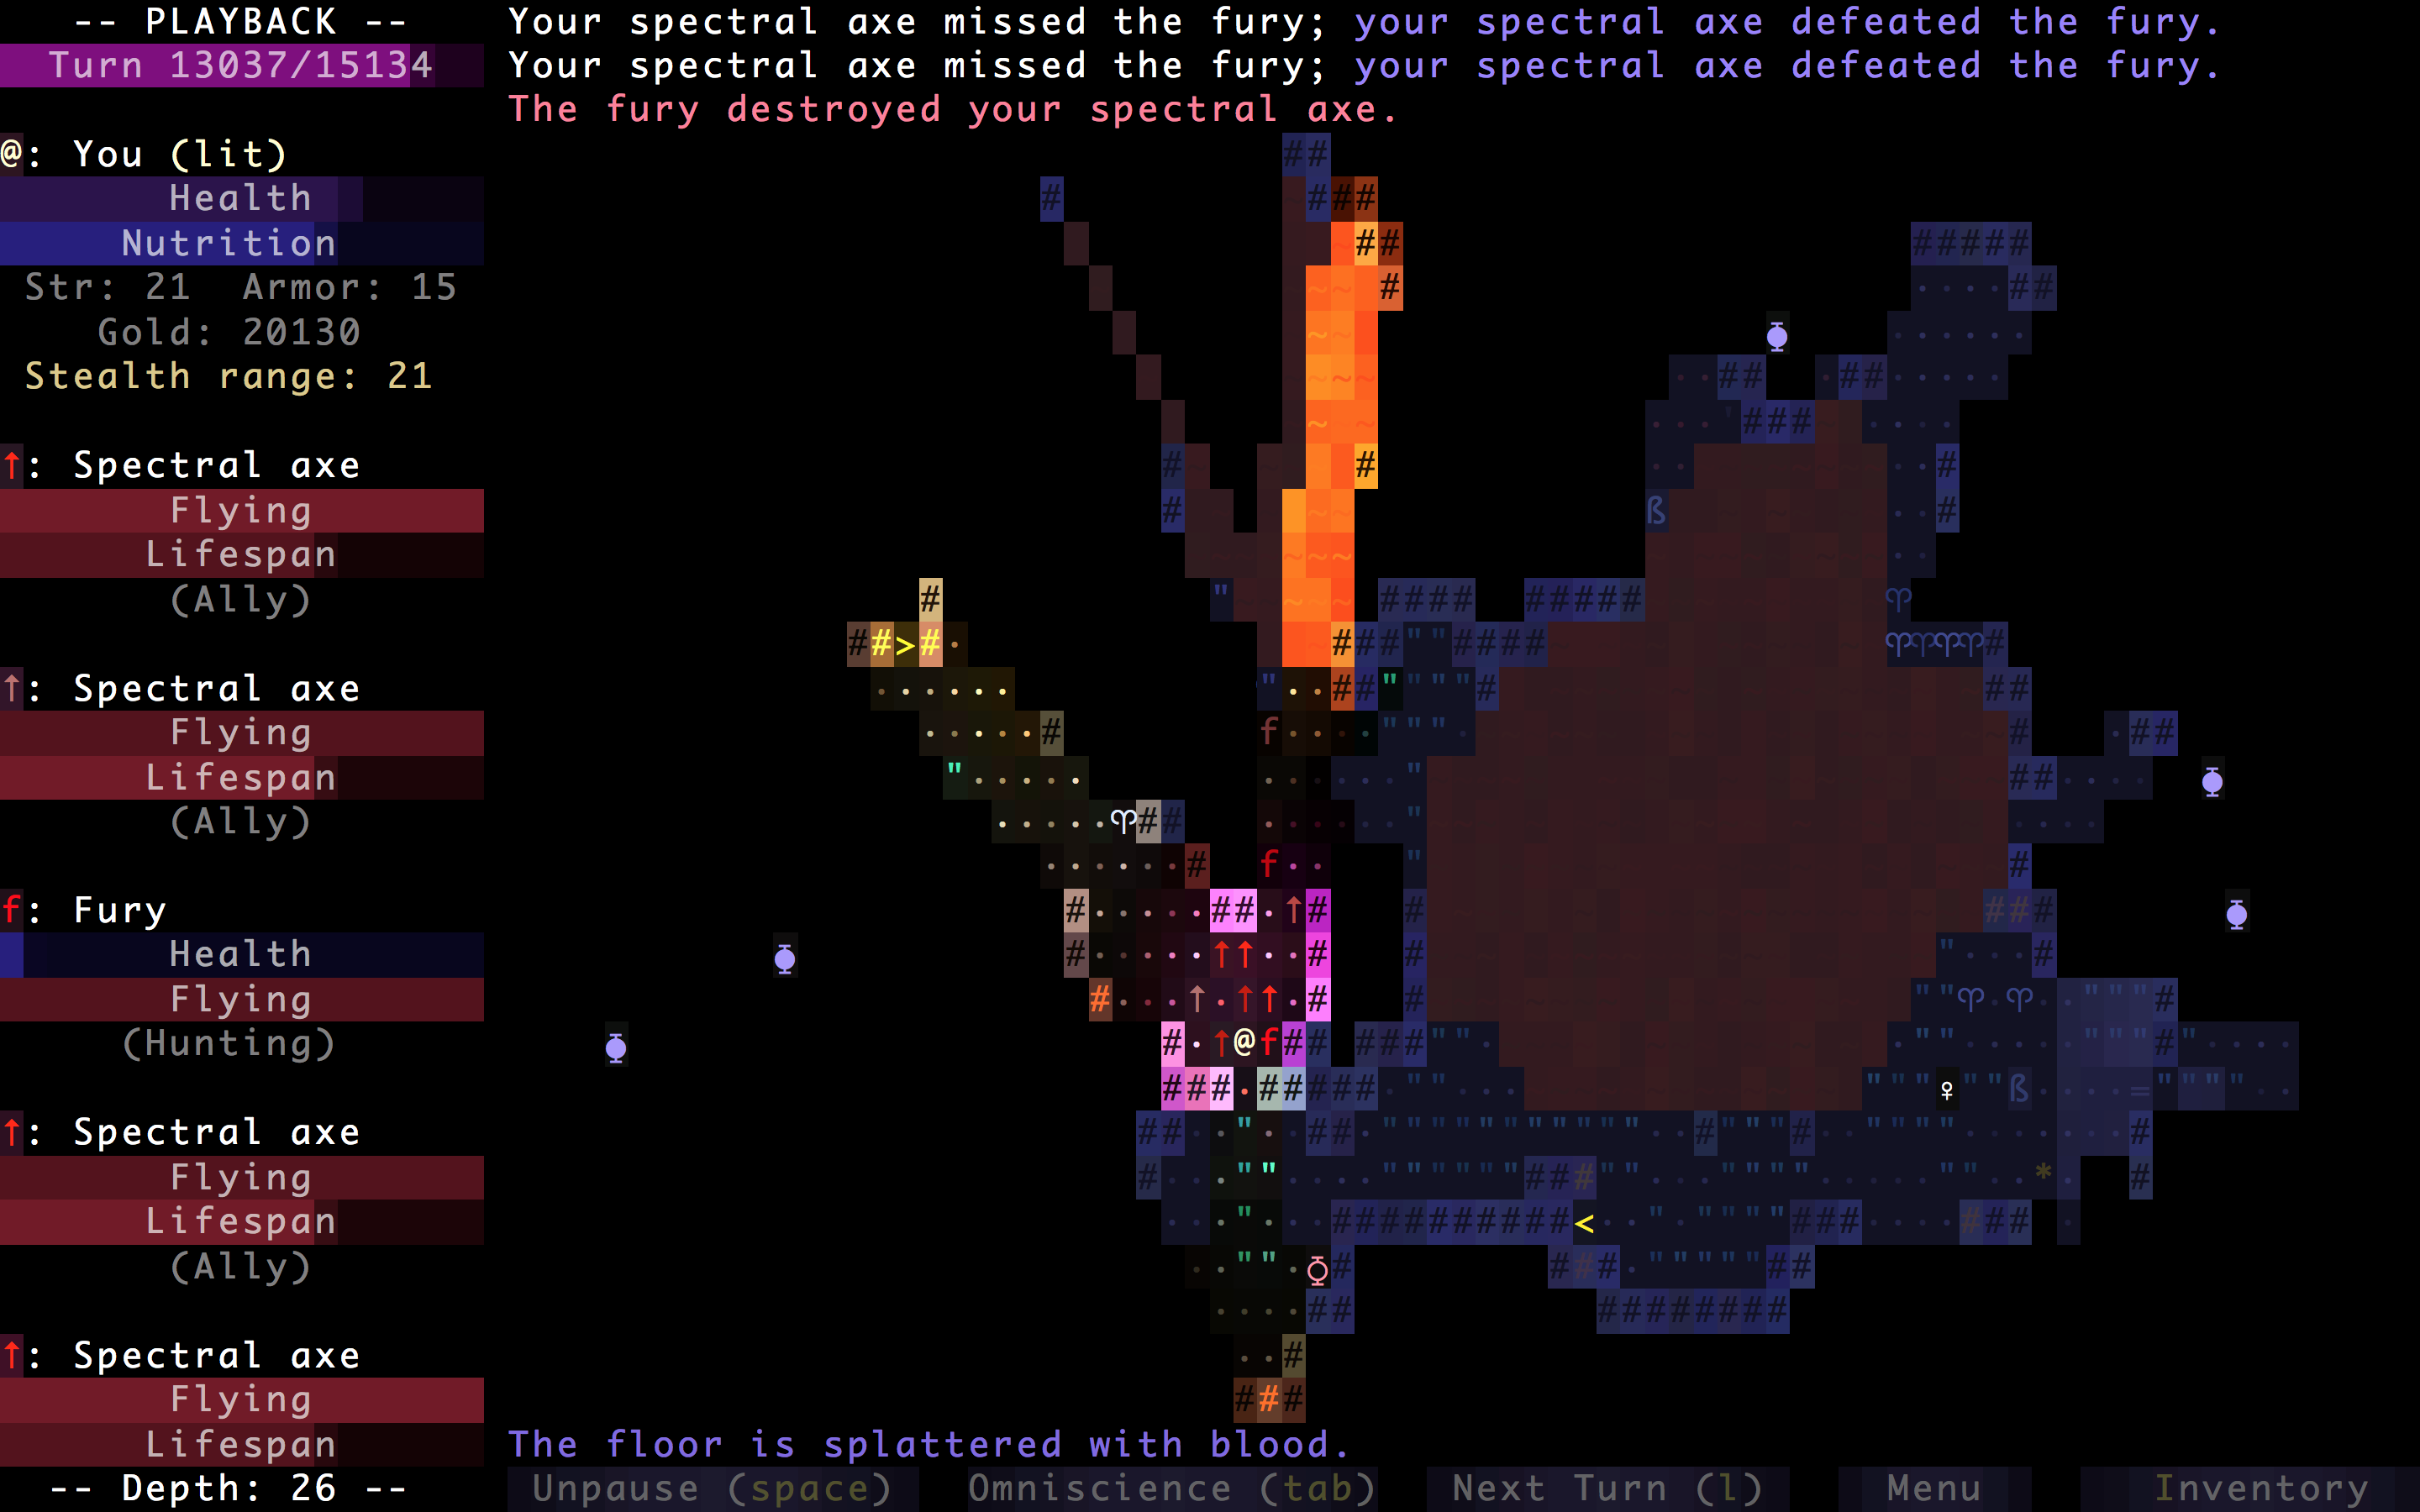 -- PLAYBACK --
Turn 13037/15134
@: You (lit)
Health
Nutrition
Str: 21 Armor: 15
Gold: 20130
Stealth range: 21
↑: Spectral axe
Flying
Lifespan
(Ally)
↑: Spectral axe
Flying
Lifespan
(Ally)
f: Fury
Health
Flying
(Hunting)
↑: Spectral axe
Flying
Lifespan
(Ally)
↑: Spectral axe
Flying
Lifespan
-- Depth: 26 --
Your spectral axe missed the fury; your spectral axe defeated the fury.
Your spectral axe missed the fury; your spectral axe defeated the fury.
The fury destroyed your spectral axe.
The floor is splattered with blood.
Unpause (space) Omniscience (tab) Next Turn (l) Menu Inventory